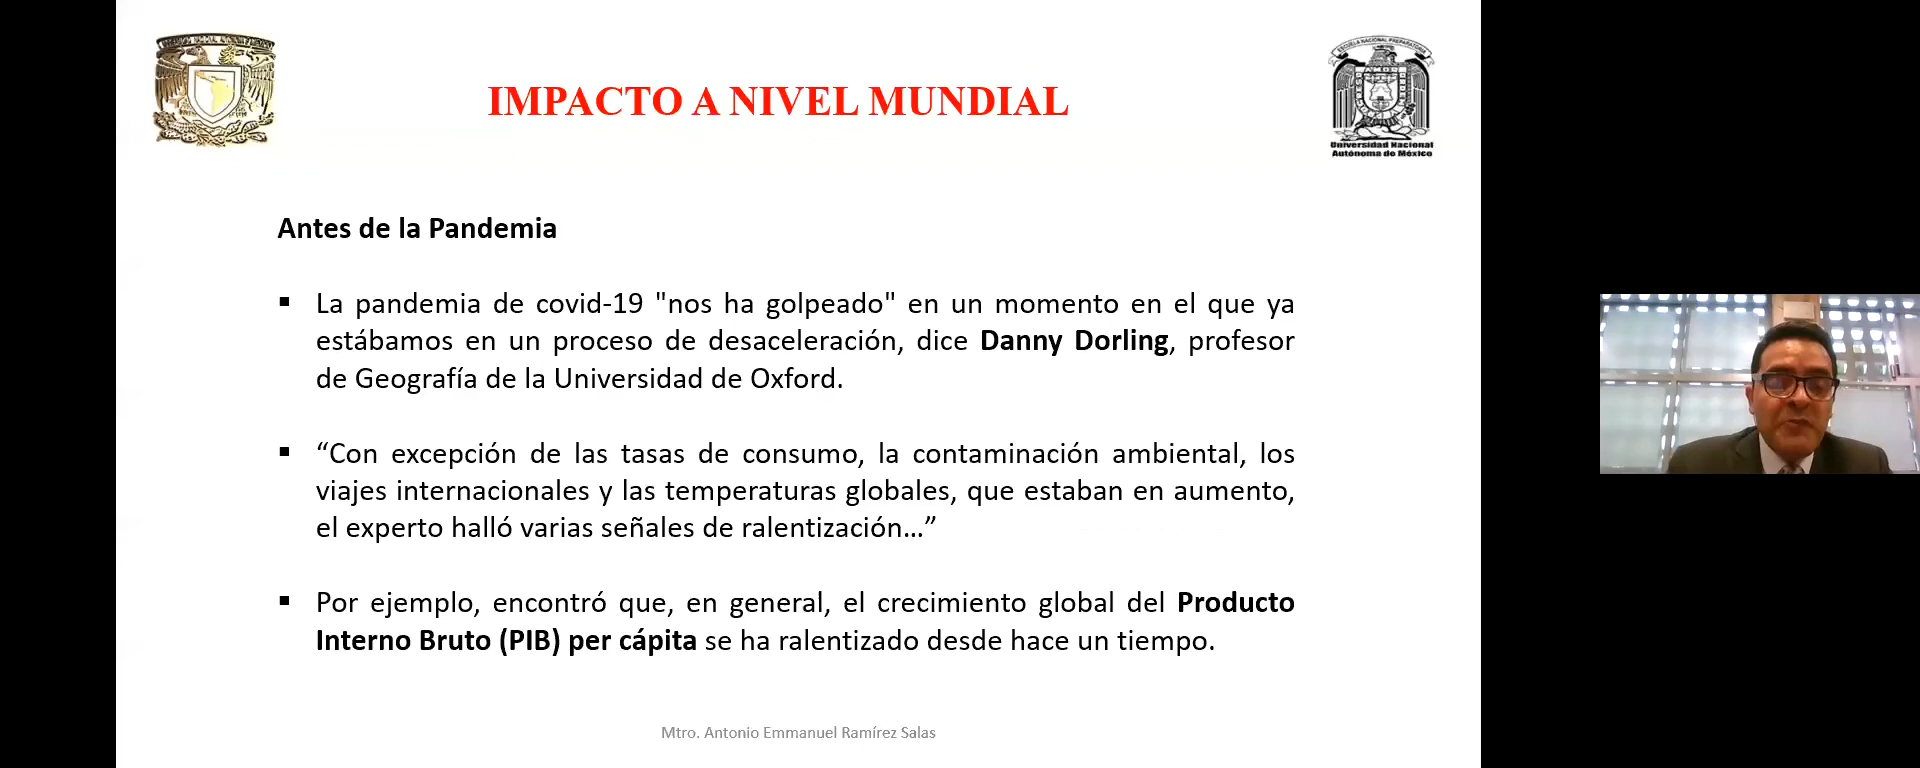 IMPACTO A NIVEL MUNDIAL
ESCUELA NACIONAL PREPARATORIA
Universidad Nacional
Autónoma de México
Antes de la Pandemia
▪ La pandemia de covid-19 "nos ha golpeado" en un momento en el que ya
estábamos en un proceso de desaceleración, dice Danny Dorling, profesor
de Geografía de la Universidad de Oxford.
▪ “Con excepción de las tasas de consumo, la contaminación ambiental, los
viajes internacionales y las temperaturas globales, que estaban en aumento,
el experto halló varias señales de ralentización...”
▪ Por ejemplo, encontró que, en general, el crecimiento global del Producto
Interno Bruto (PIB) per cápita se ha ralentizado desde hace un tiempo.
Mtro. Antonio Emmanuel Ramírez Salas